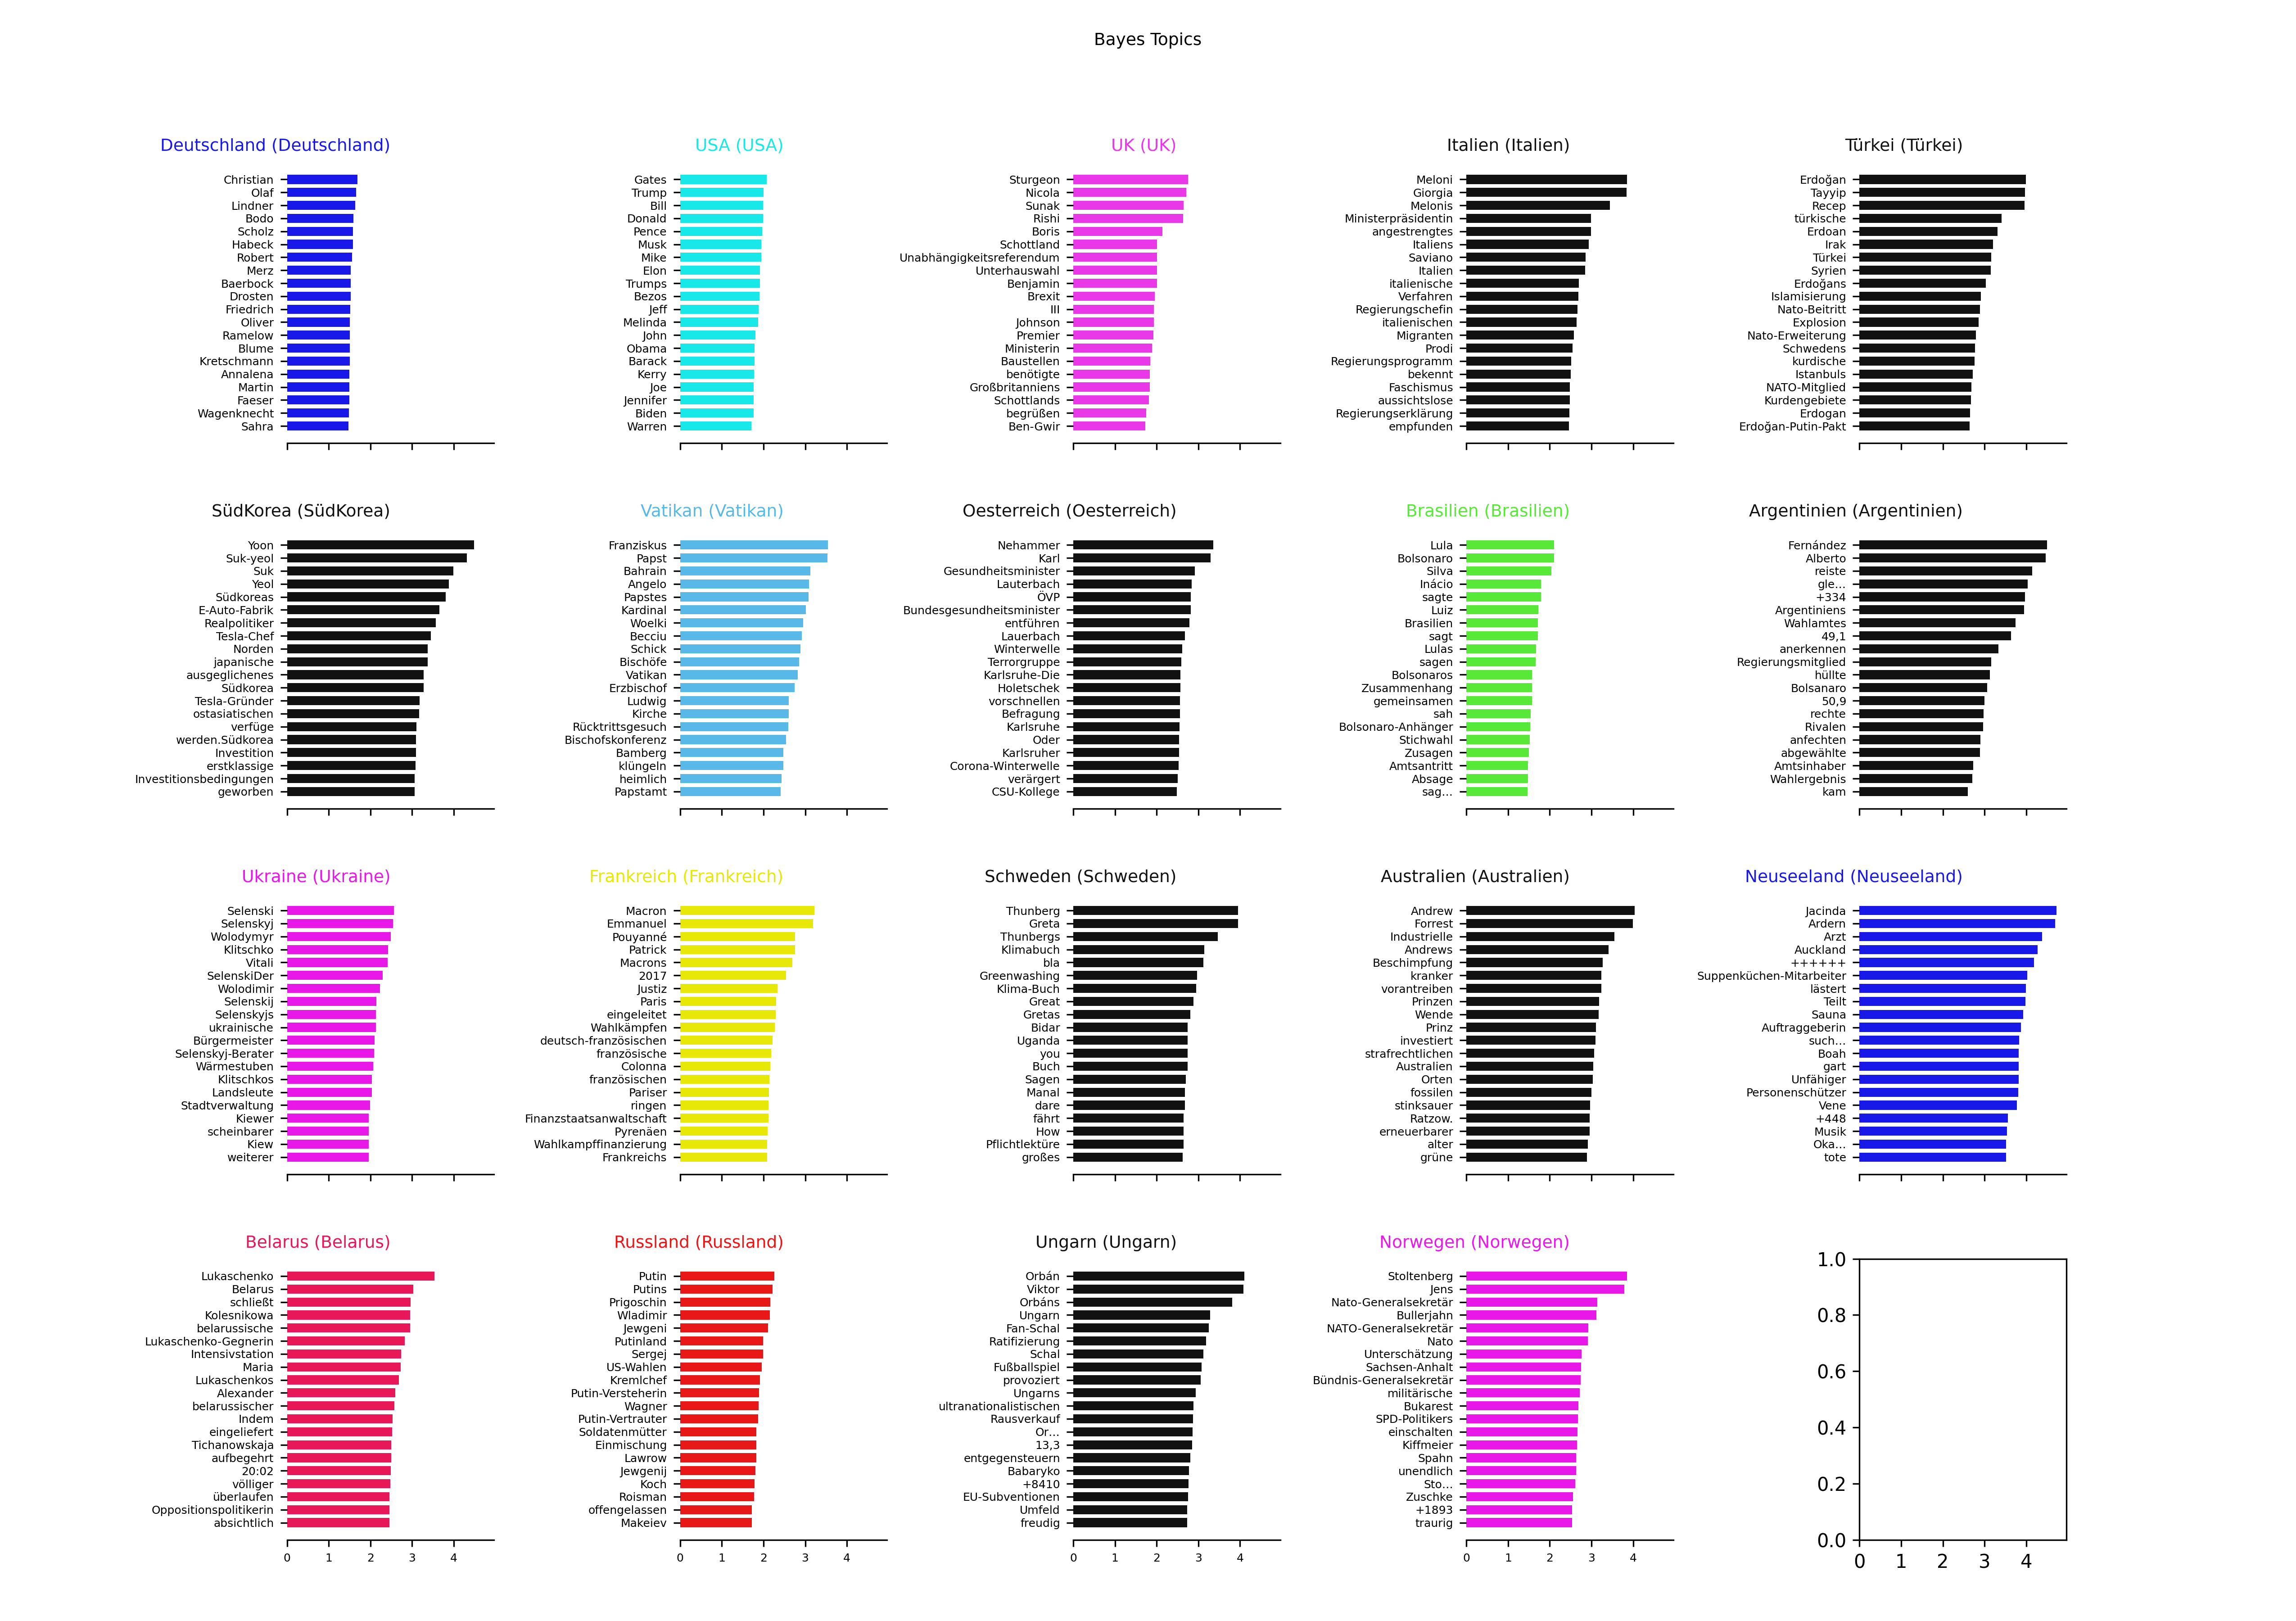 Bayes Topics
Deutschland (Deutschland)
Christian
Olaf
Lindner
Bodo
Scholz
Habeck
Robert
Merz
Baerbock
Drosten
Friedrich
Oliver
Ramelow
Blume
Kretschmann
Annalena
Martin
Faeser
Wagenknecht
Sahra
USA (USA)
Gates
Trump
Bill
Donald
Pence
Musk
Mike
Elon
Trumps
Bezos
Jeff
Melinda
John
Obama
Barack
Kerry
Joe
Jennifer
Biden
Warren
UK (UK)
Sturgeon
Nicola
Sunak
Rishi
Boris
Schottland
Unabhängigkeitsreferendum
Unterhauswahl
Benjamin
Brexit
III
Johnson
Premier
Ministerin
Baustellen
benötigte
Großbritanniens
Schottlands
begrüßen
Ben-Gwir
Italien (Italien)
Meloni
Giorgia
Melonis
Ministerpräsidentin
angestrengtes
Italiens
Saviano
Italien
italienische
Verfahren
Regierungschefin
italienischen
Migranten
Prodi
Regierungsprogramm
bekennt
Faschismus
aussichtslose
Regierungserklärung
empfunden
Türkei (Türkei)
Erdoğan
Tayyip
Recep
türkische
Erdoan
Irak
Türkei
Syrien
Erdoğans
Islamisierung
Nato-Beitritt
Explosion
Nato-Erweiterung
Schwedens
kurdische
Istanbuls
NATO-Mitglied
Kurdengebiete
Erdogan
Erdoğan-Putin-Pakt
SüdKorea (SüdKorea)
Yoon
Suk-yeol
Suk
Yeol
Südkoreas
E-Auto-Fabrik
Realpolitiker
Tesla-Chef
Norden
japanische
ausgeglichenes
Südkorea
Tesla-Gründer
ostasiatischen
verfüge
werden.Südkorea
Investition
erstklassige
Investitionsbedingungen
geworben
Vatikan (Vatikan)
Franziskus
Papst
Bahrain
Angelo
Papstes
Kardinal
Woelki
Becciu
Schick
Bischöfe
Vatikan
Erzbischof
Ludwig
Kirche
Rücktrittsgesuch
Bischofskonferenz
Bamberg
klüngeln
heimlich
Papstamt
Oesterreich (Oesterreich)
Nehammer
Karl
Gesundheitsminister
Lauterbach
ÖVP
Bundesgesundheitsminister
entführen
Lauerbach
Winterwelle
Terrorgruppe
Karlsruhe-Die
Holetschek
vorschnellen
Befragung
Karlsruhe
Oder
Karlsruher
Corona-Winterwelle
verärgert
CSU-Kollege
Brasilien (Brasilien)
Lula
Bolsonaro
Silva
Inácio
sagte
Luiz
Brasilien
sagt
Lulas
sagen
Bolsonaros
Zusammenhang
gemeinsamen
sah
Bolsonaro-Anhänger
Stichwahl
Zusagen
Amtsantritt
Absage
sag…
Argentinien (Argentinien)
Fernández
Alberto
reiste
gle…
+334
Argentiniens
Wahlamtes
49,1
anerkennen
Regierungsmitglied
hüllte
Bolsanaro
50,9
rechte
Rivalen
anfechten
abgewählte
Amtsinhaber
Wahlergebnis
kam
Ukraine (Ukraine)
Selenski
Selenskyj
Wolodymyr
Klitschko
Vitali
SelenskiDer
Wolodimir
Selenskij
Selenskyjs
ukrainische
Bürgermeister
Selenskyj-Berater
Wärmestuben
Klitschkos
Landsleute
Stadtverwaltung
Kiewer
scheinbarer
Kiew
weiterer
Frankreich (Frankreich)
Macron
Emmanuel
Pouyanné
Patrick
Macrons
2017
Justiz
Paris
eingeleitet
Wahlkämpfen
deutsch-französischen
französische
Colonna
französischen
Pariser
ringen
Finanzstaatsanwaltschaft
Pyrenäen
Wahlkampffinanzierung
Frankreichs
Schweden (Schweden)
Thunberg
Greta
Thunbergs
Klimabuch
bla
Greenwashing
Klima-Buch
Great
Gretas
Bidar
Uganda
you
Buch
Sagen
Manal
dare
fährt
How
Pflichtlektüre
großes
Australien (Australien)
Andrew
Forrest
Industrielle
Andrews
Beschimpfung
kranker
vorantreiben
Prinzen
Wende
Prinz
investiert
strafrechtlichen
Australien
Orten
fossilen
stinksauer
Ratzow.
erneuerbarer
alter
grüne
Neuseeland (Neuseeland)
Jacinda
Ardern
Arzt
Auckland
++++++
Suppenküchen-Mitarbeiter
lästert
Teilt
Sauna
Auftraggeberin
such…
Boah
gart
Unfähiger
Personenschützer
Vene
+448
Musik
Oka…
tote
Belarus (Belarus)
Lukaschenko
Belarus
schließt
Kolesnikowa
belarussische
Lukaschenko-Gegnerin
Intensivstation
Maria
Lukaschenkos
Alexander
belarussischer
Indem
eingeliefert
Tichanowskaja
aufbegehrt
20:02
völliger
überlaufen
Oppositionspolitikerin
absichtlich
0 1 2 3 4
Russland (Russland)
Putin
Putins
Prigoschin
Wladimir
Jewgeni
Putinland
Sergej
US-Wahlen
Kremlchef
Putin-Versteherin
Wagner
Putin-Vertrauter
Soldatenmütter
Einmischung
Lawrow
Jewgenij
Koch
Roisman
offengelassen
Makeiev
0 1 2 3 4
Ungarn (Ungarn)
Orbán
Viktor
Orbáns
Ungarn
Fan-Schal
Ratifizierung
Schal
Fußballspiel
provoziert
Ungarns
ultranationalistischen
Rausverkauf
Or…
13,3
entgegensteuern
Babaryko
+8410
EU-Subventionen
Umfeld
freudig
0 1 2 3 4
Norwegen (Norwegen)
Stoltenberg
Jens
Nato-Generalsekretär
Bullerjahn
NATO-Generalsekretär
Nato
Unterschätzung
Sachsen-Anhalt
Bündnis-Generalsekretär
militärische
Bukarest
SPD-Politikers
einschalten
Kiffmeier
Spahn
unendlich
Sto…
Zuschke
+1893
traurig
0 1 2 3 4
1.0
0.8
0.6
0.4
0.2
0.0
0 1 2 3 4